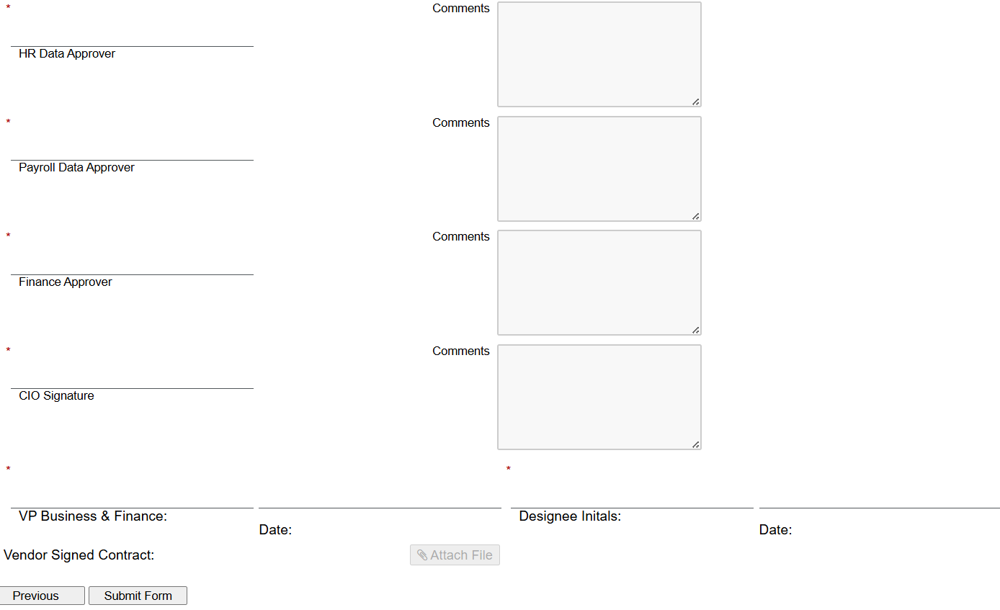 * Comments
HR Data Approver
* Comments
Payroll Data Approver
* Comments
Finance Approver
* Comments
CIO Signature
* *
VP Business & Finance: Designee Initals:
Date: Date:
Vendor Signed Contract: Attach File
Previous Submit Form